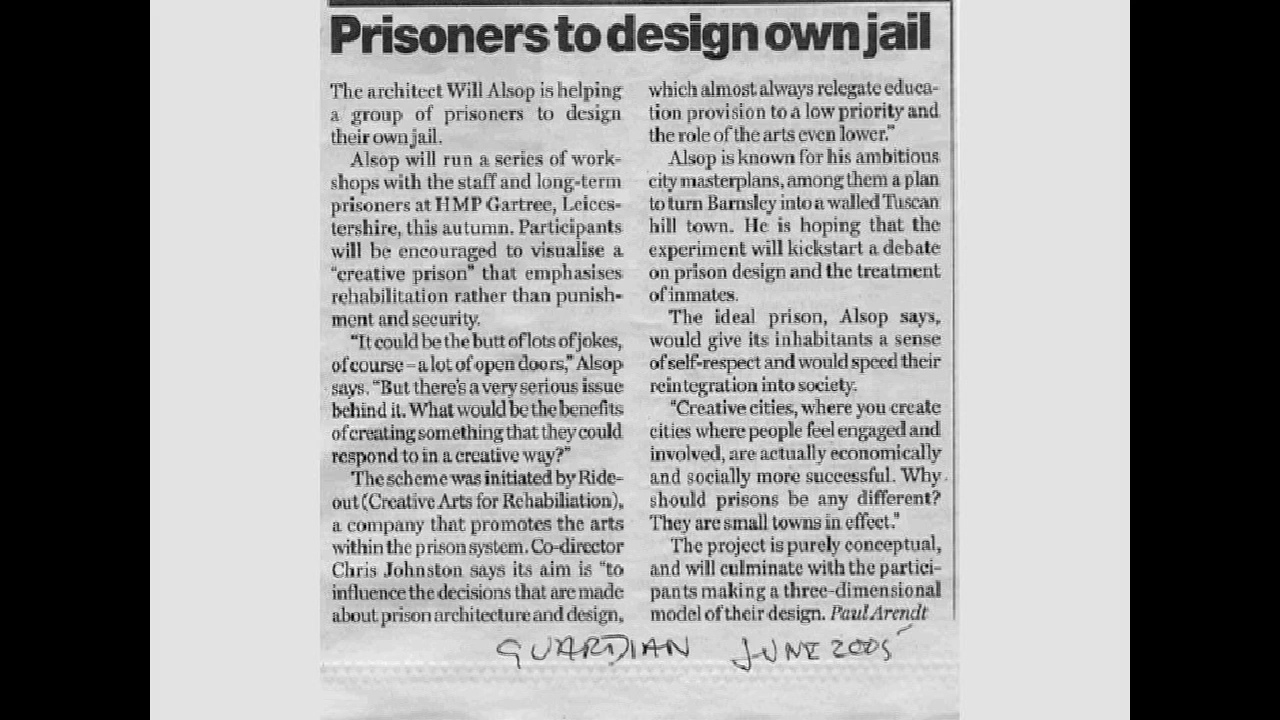 Prisoners to design own jail
The architect Will Alsop is helping
a group of prisoners to design
their own jail.
Alsop will run a series of work-
shops with the staff and long-term
prisoners at HMP Gartree, Leices-
tershire, this autumn. Participants
will be encouraged to visualise a
"creative prison" that emphasises
rehabilitation rather than punish-
ment and security.
"It could be the butt of lots of jokes,
of course – a lot of open doors," Alsop
says. "But there's a very serious issue
behind it. What would be the benefits
of creating something that they could
respond to in a creative way?"
The scheme was initiated by Ride-
out (Creative Arts for Rehabiliation),
a company that promotes the arts
within the prison system. Co-director
Chris Johnston says its aim is "to
influence the decisions that are made
about prison architecture and design,
which almost always relegate educa-
tion provision to a low priority and
the role of the arts even lower."
Alsop is known for his ambitious
city masterplans, among them a plan
to turn Barnsley into a walled Tuscan
hill town. He is hoping that the
experiment will kickstart a debate
on prison design and the treatment
of inmates.
The ideal prison, Alsop says,
would give its inhabitants a sense
of self-respect and would speed their
reintegration into society.
"Creative cities, where you create
cities where people feel engaged and
involved, are actually economically
and socially more successful. Why
should prisons be any different?
They are small towns in effect."
The project is purely conceptual,
and will culminate with the partici-
pants making a three-dimensional
model of their design. Paul Arendt
GUARDIAN JUNE 2005